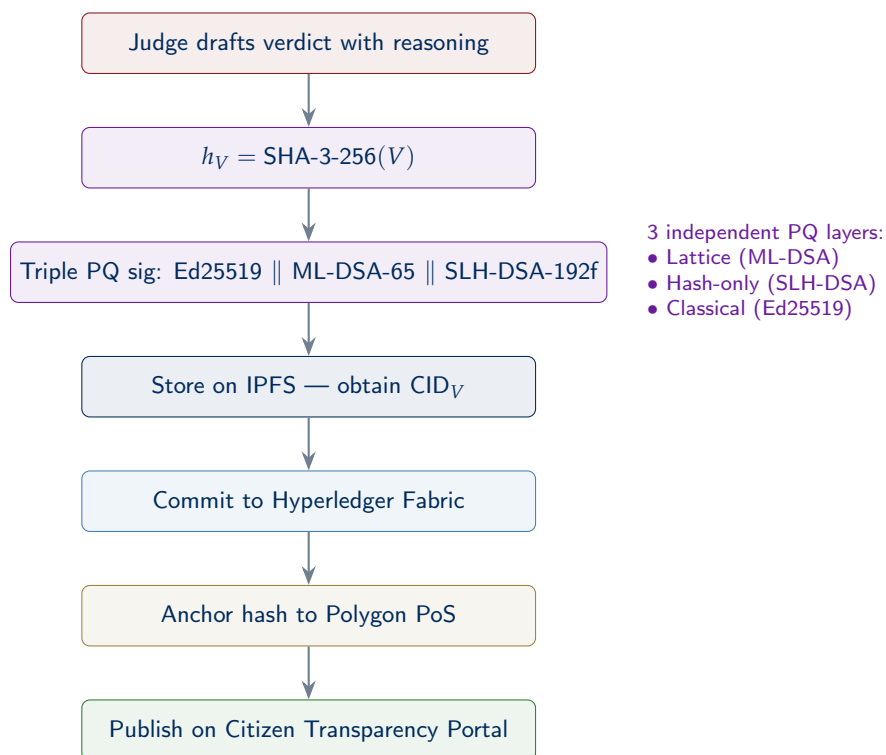 Judge drafts verdict with reasoning
h_V = SHA-3-256(V)
Triple PQ sig: Ed25519 ∥ ML-DSA-65 ∥ SLH-DSA-192f
3 independent PQ layers:
• Lattice (ML-DSA)
• Hash-only (SLH-DSA)
• Classical (Ed25519)
Store on IPFS — obtain CID_V
Commit to Hyperledger Fabric
Anchor hash to Polygon PoS
Publish on Citizen Transparency Portal